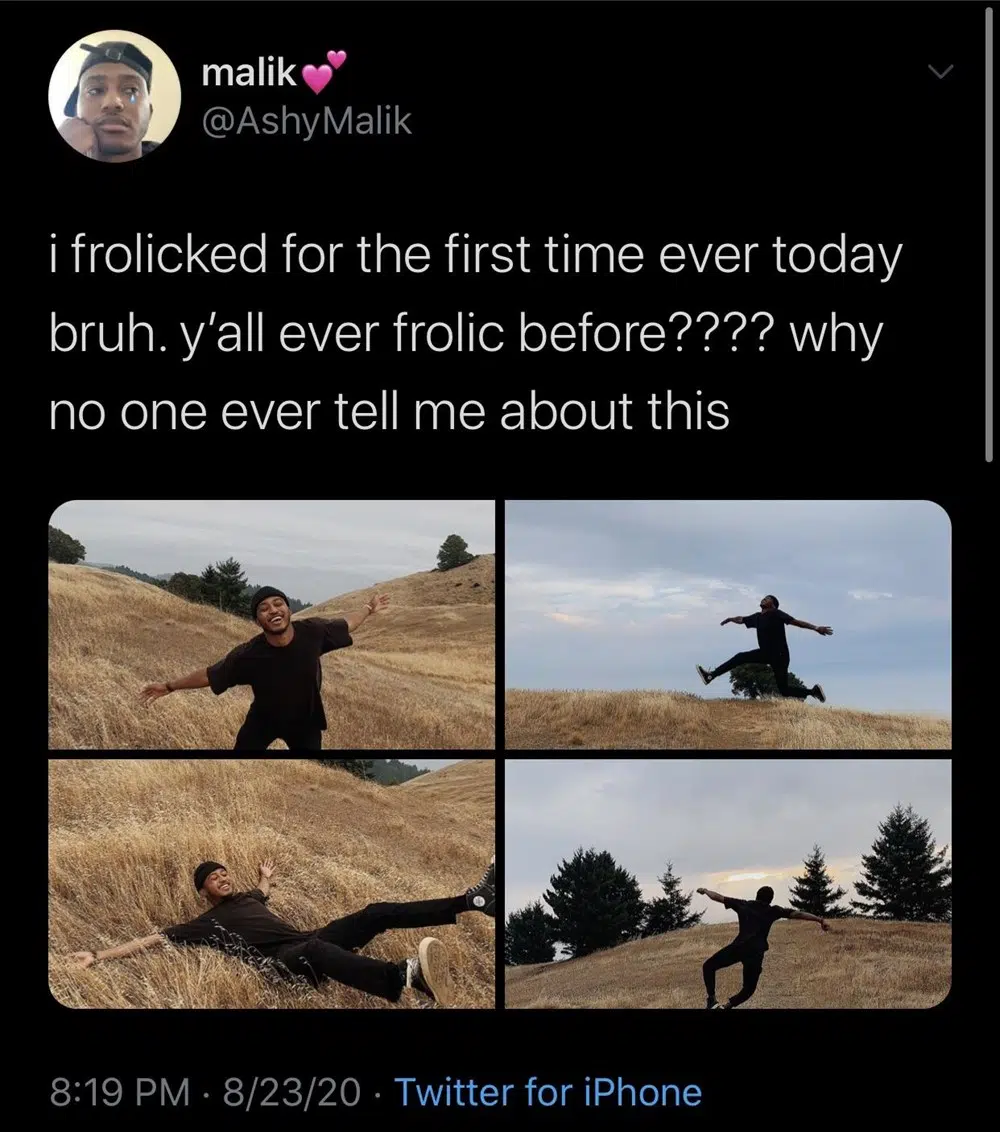 malik💕
@AshyMalik
i frolicked for the first time ever today
bruh. y’all ever frolic before???? why
no one ever tell me about this
8:19 PM · 8/23/20 · Twitter for iPhone